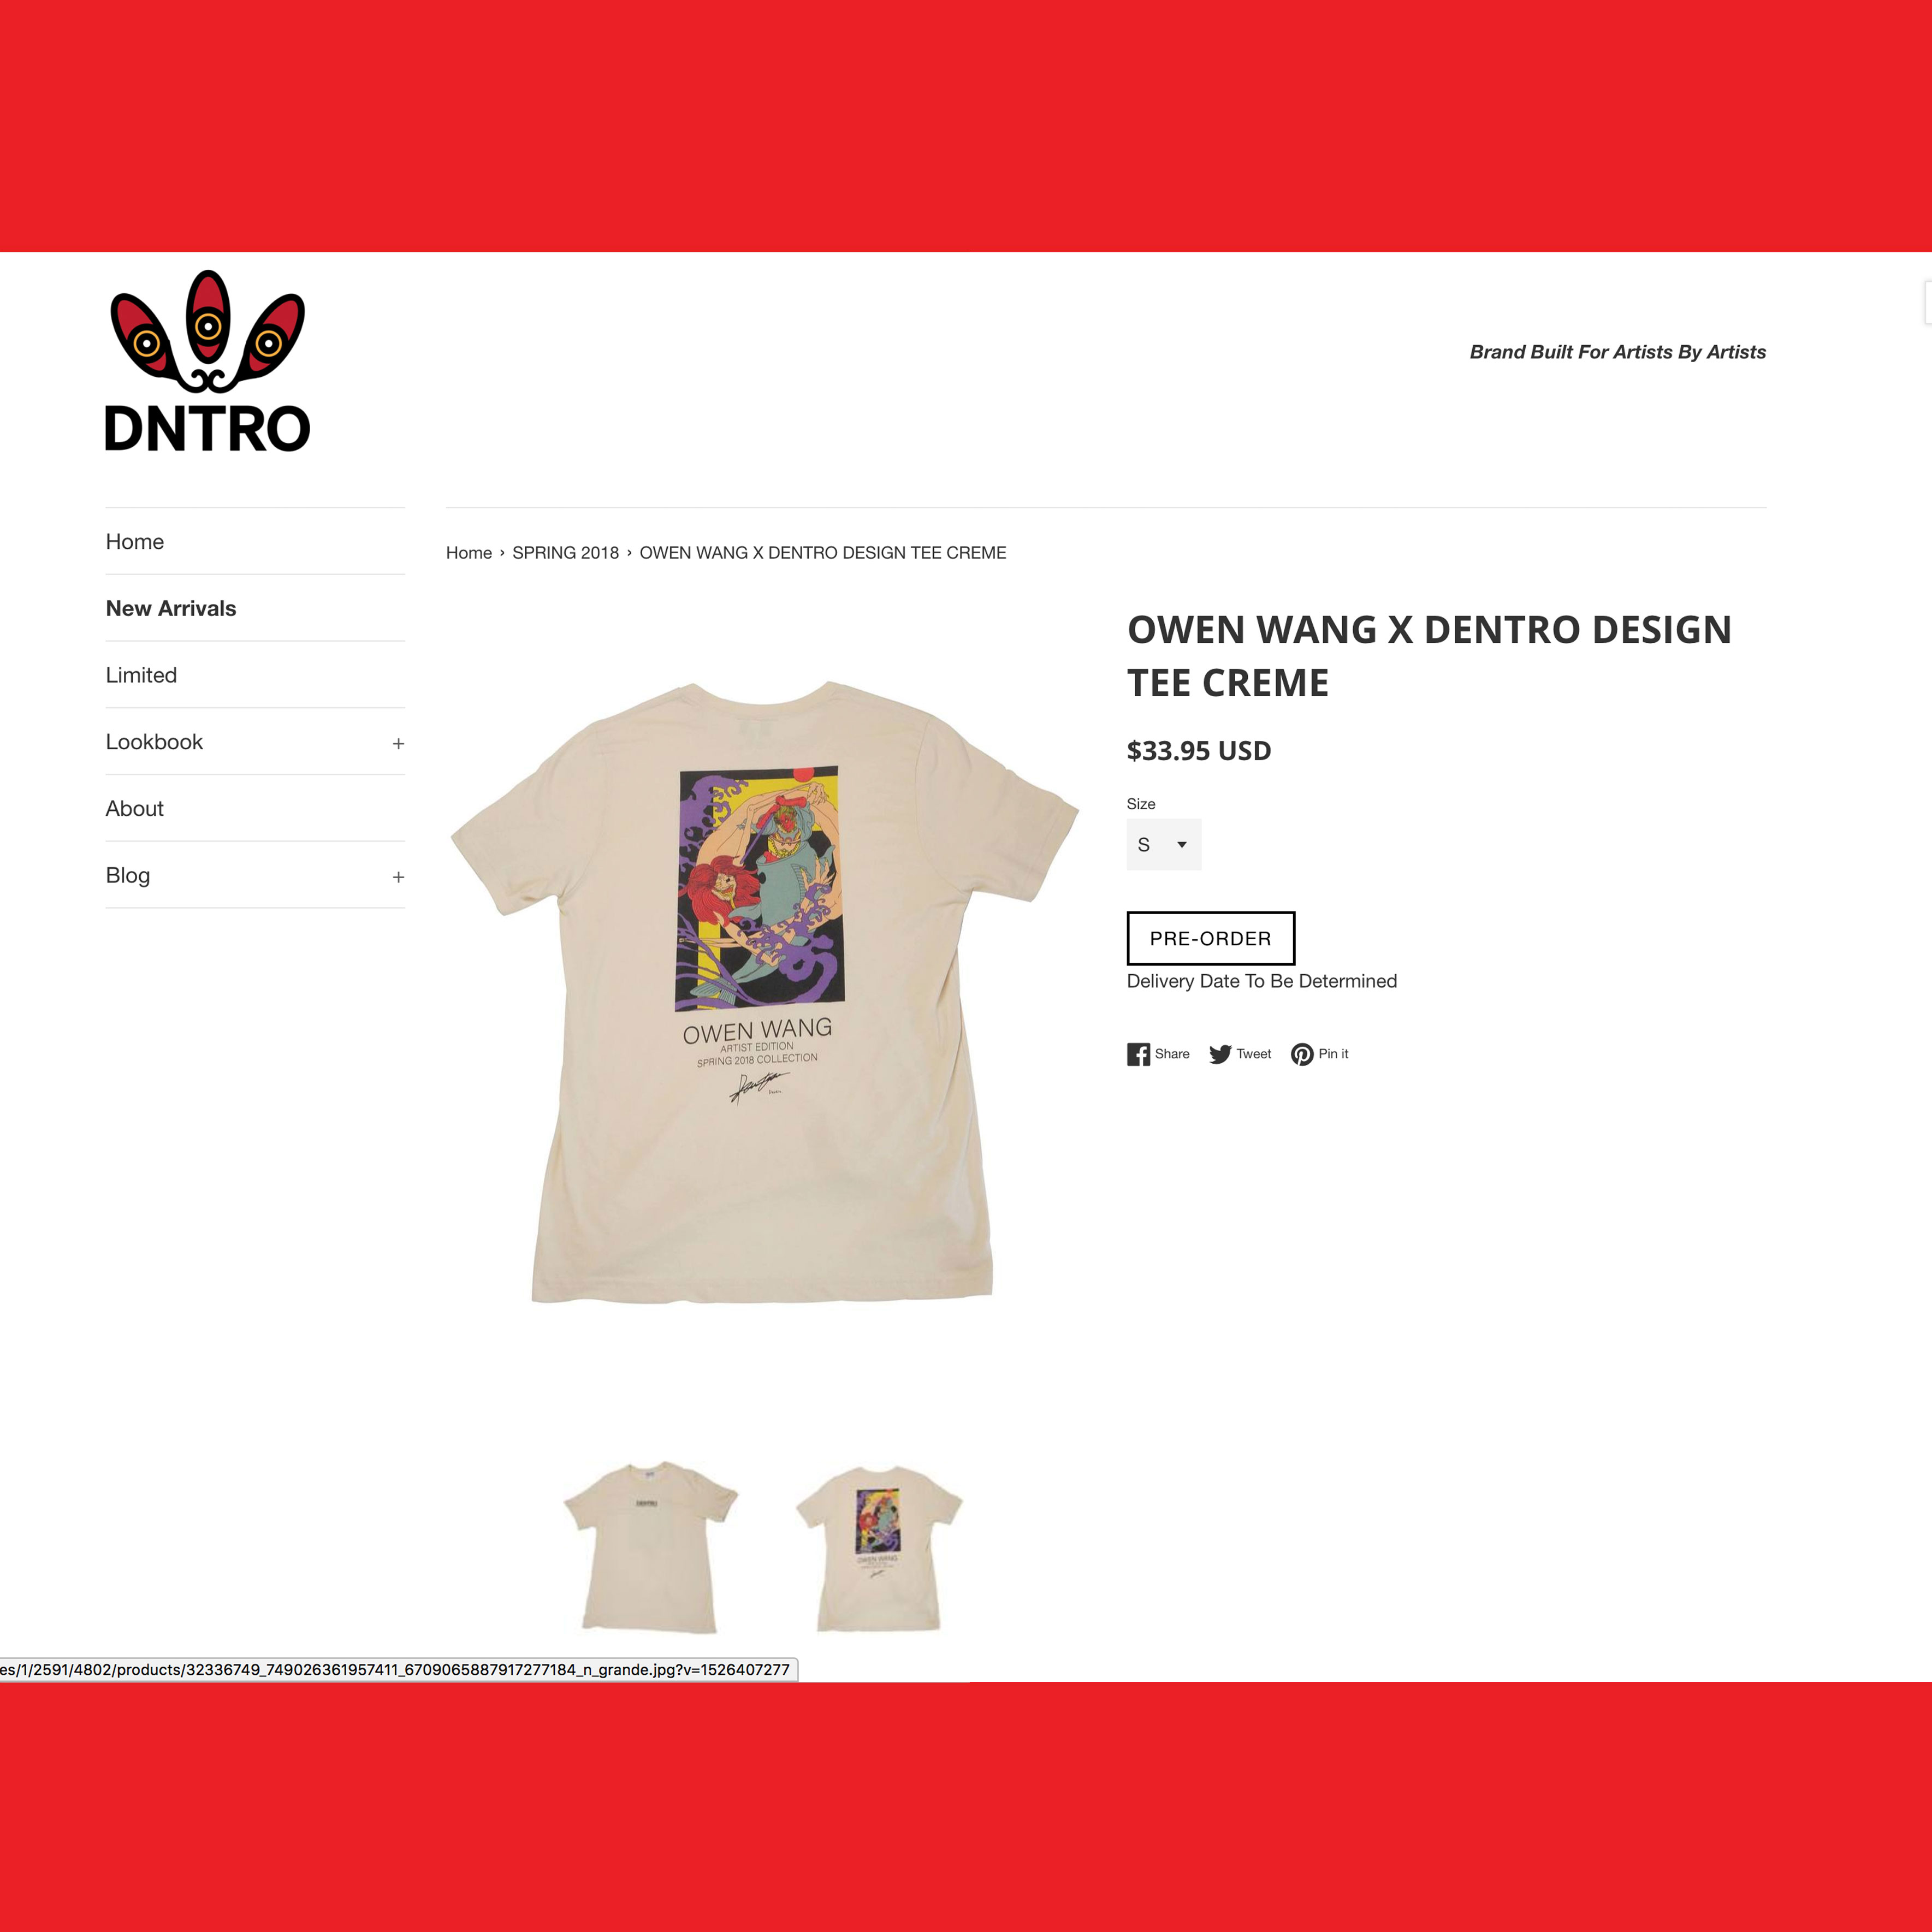 DNTRO
Brand Built For Artists By Artists
Home
New Arrivals
Limited
Lookbook +
About
Blog +
Home › SPRING 2018 › OWEN WANG X DENTRO DESIGN TEE CREME
OWEN WANG
ARTIST EDITION
SPRING 2018 COLLECTION
OWEN WANG X DENTRO DESIGN
TEE CREME
$33.95 USD
Size
S
PRE-ORDER
Delivery Date To Be Determined
Share Tweet Pin it
DENTRO
OWEN WANG
es/1/2591/4802/products/32336749_749026361957411_6709065887917277184_n_grande.jpg?v=1526407277